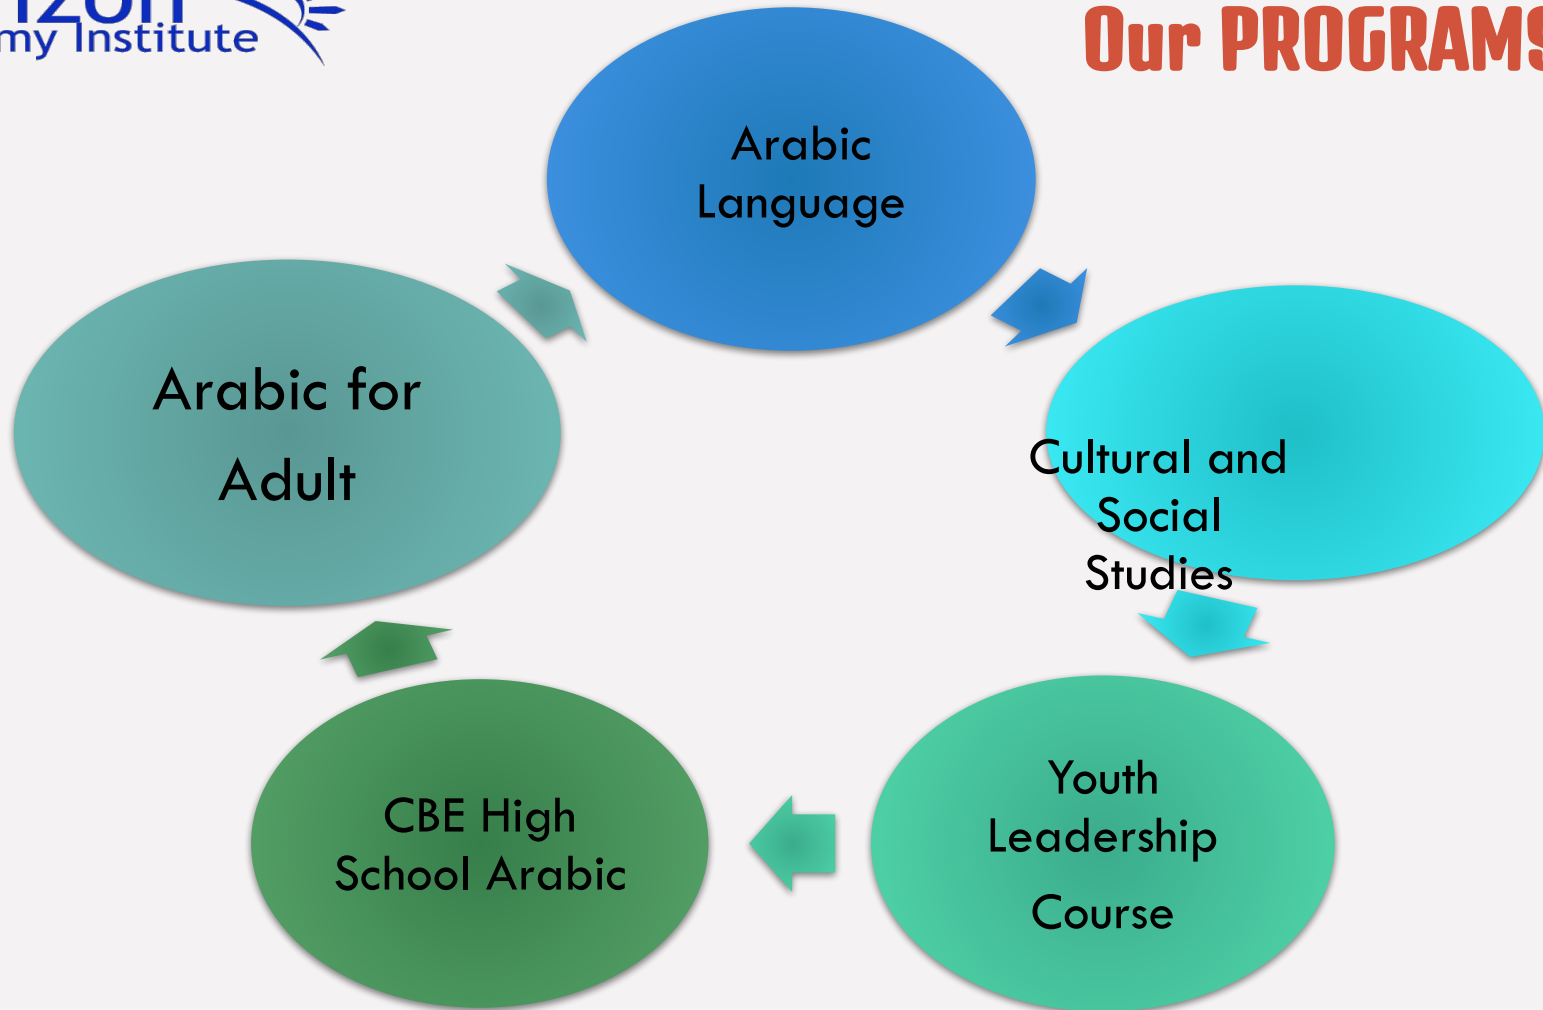 Institute
Our PROGRAMS
Arabic
Language
Cultural and
Social
Studies
Youth
Leadership
Course
CBE High
School Arabic
Arabic for
Adult